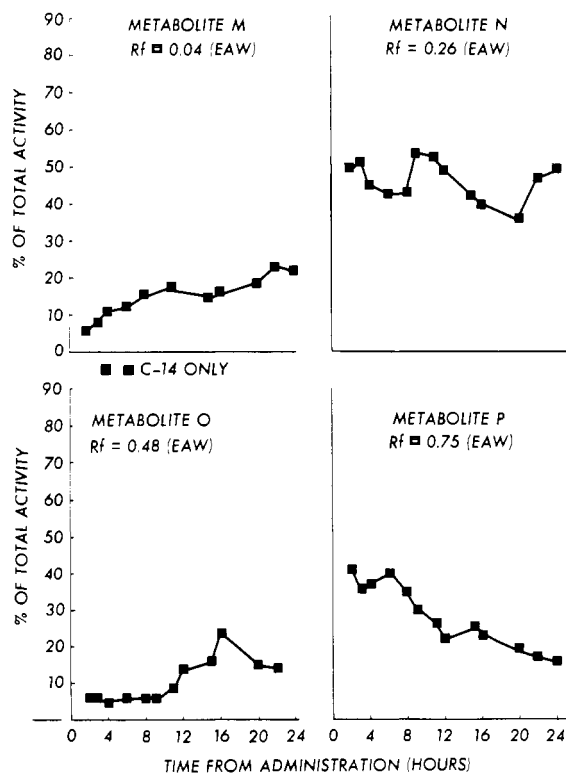 METABOLITE M
Rf = 0.04 (EAW)
METABOLITE N
Rf = 0.26 (EAW)
% OF TOTAL ACTIVITY
90
80
70
60
50
40
30
20
10
0
C-14 ONLY
METABOLITE O
Rf = 0.48 (EAW)
METABOLITE P
Rf = 0.75 (EAW)
% OF TOTAL ACTIVITY
90
80
70
60
50
40
30
20
10
0 4 8 12 16 20 24 0 4 8 12 16 20 24
TIME FROM ADMINISTRATION (HOURS)